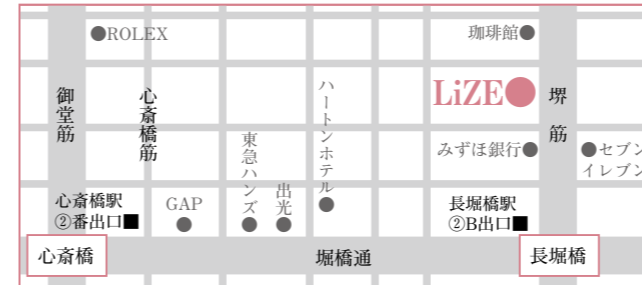 ●ROLEX
珈琲館●
御堂筋
心斎橋筋
ハートンホテル●
LiZE●
堺筋
東急ハンズ●
出光●
みずほ銀行●
●セブン
イレブン
心斎橋駅
②番出口■
GAP
●
長堀橋駅
②B出口■
心斎橋
堀橋通
長堀橋